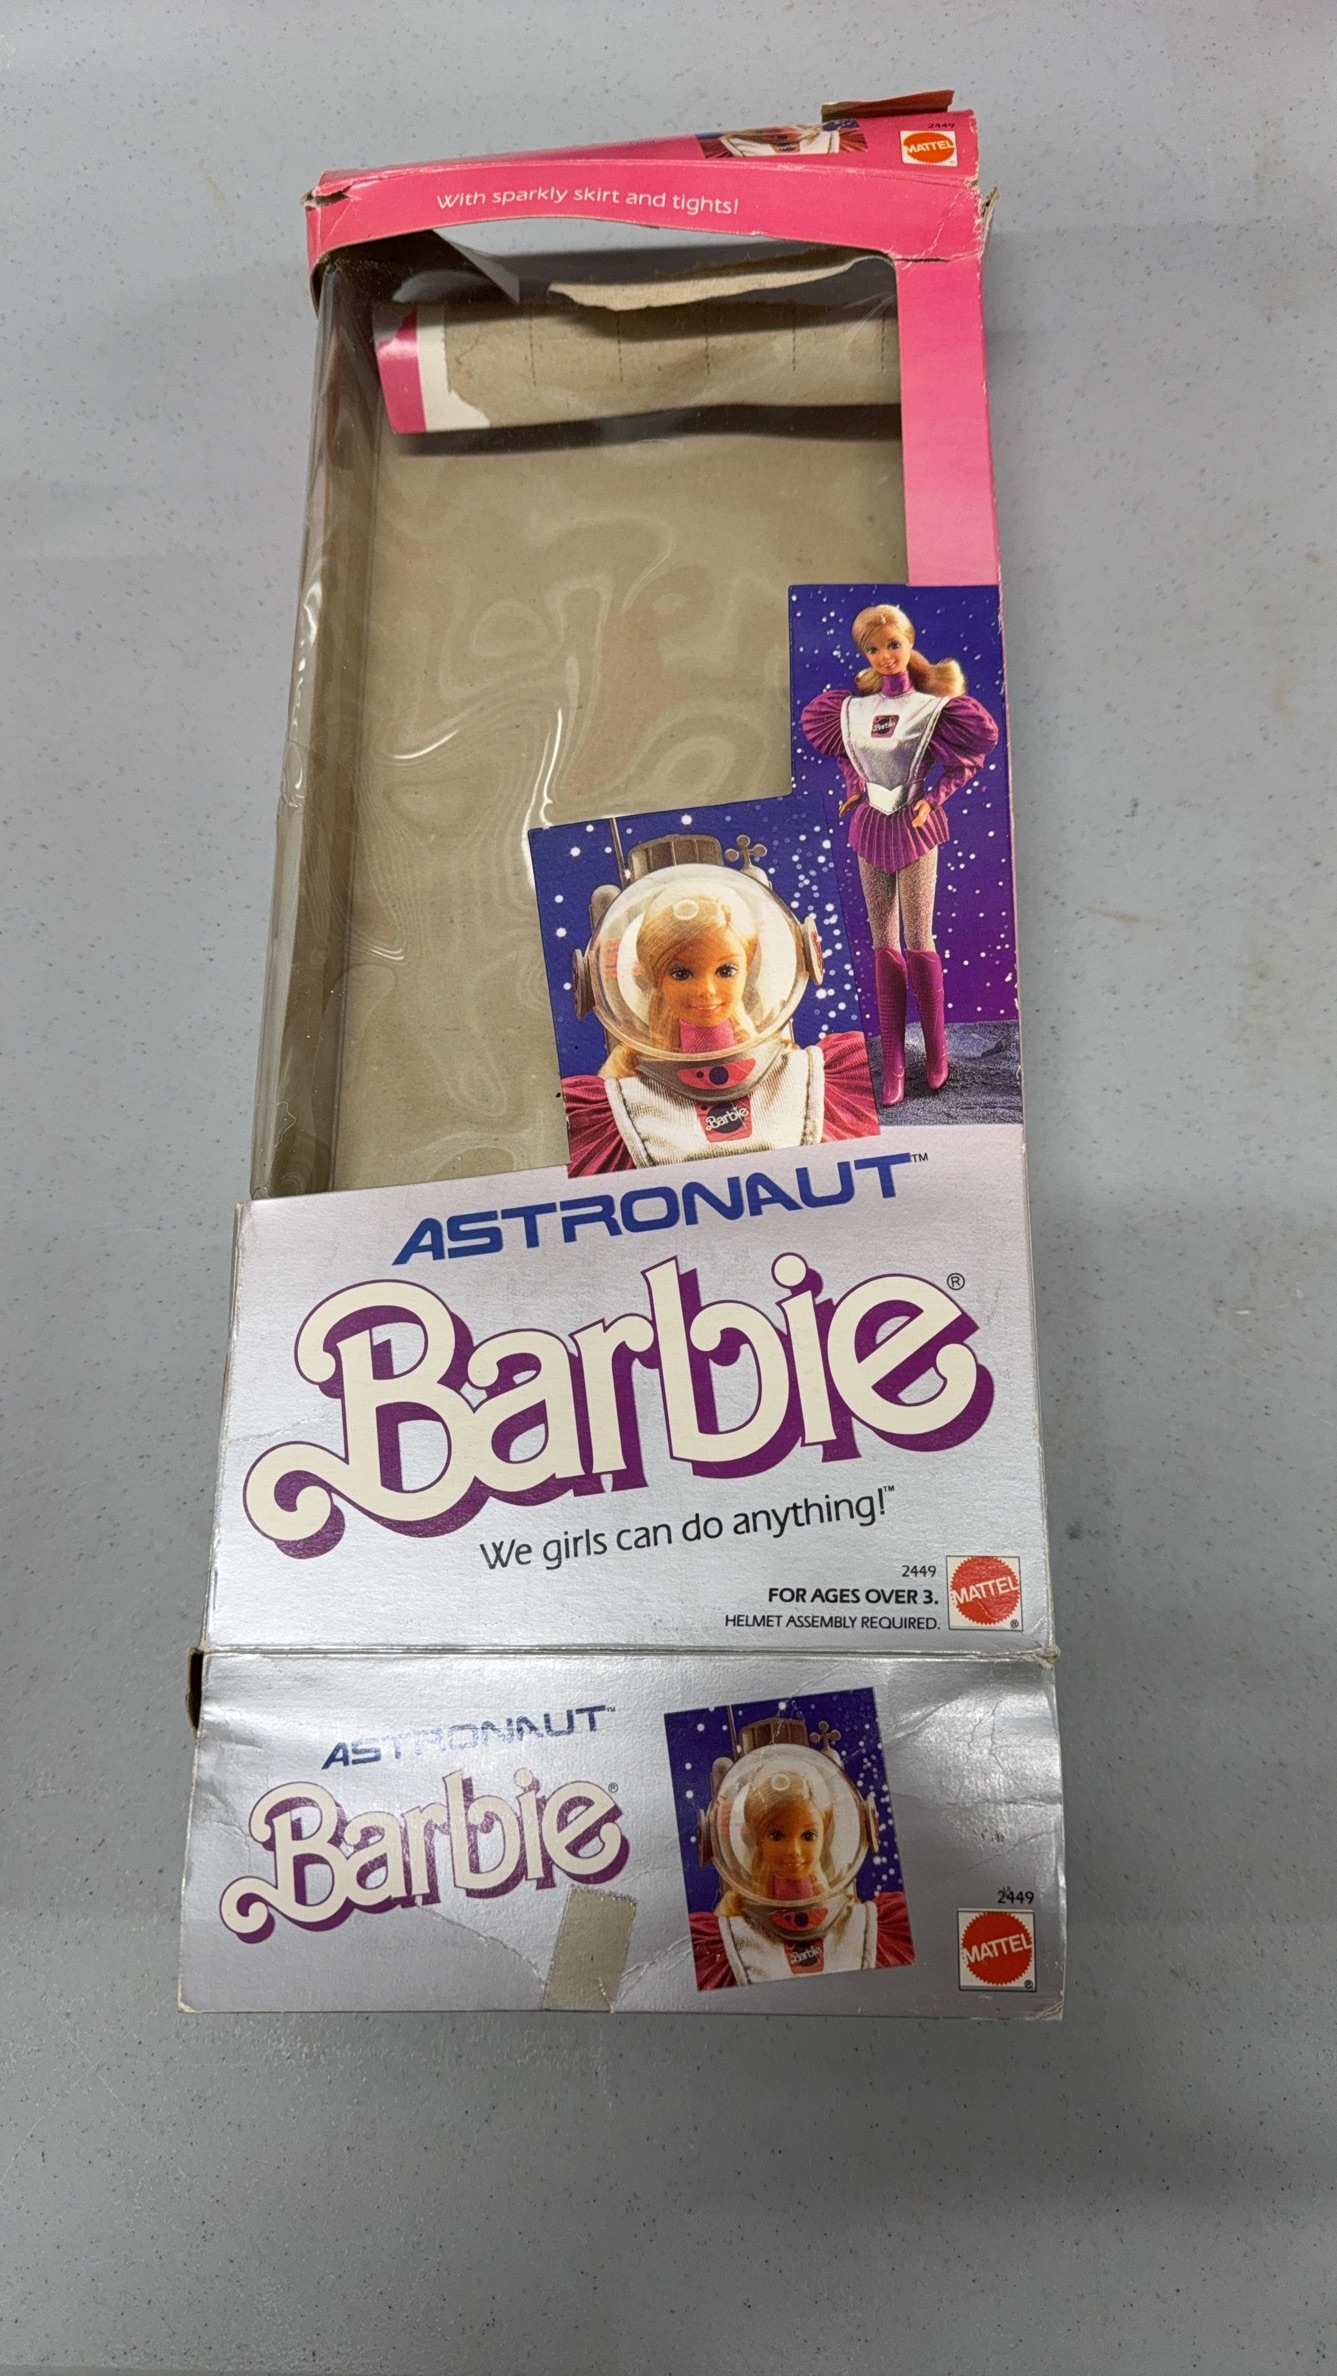 2449
MATTEL
With sparkly skirt and tights!
Barbie
Barbie
ASTRONAUT™
Barbie®
We girls can do anything!™
2449
FOR AGES OVER 3.
HELMET ASSEMBLY REQUIRED.
MATTEL®
ASTRONAUT™
Barbie®
Barbie
2449
MATTEL®